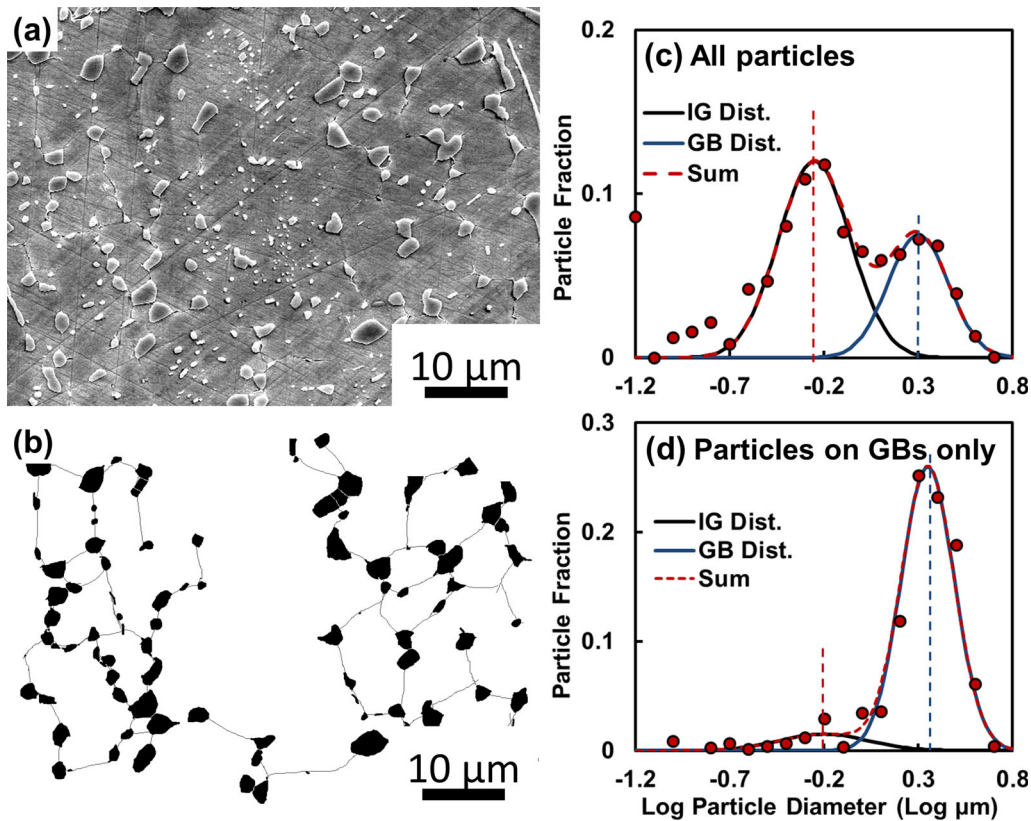 (a)
10 µm
(b)
10 µm
(c) All particles
IG Dist.
GB Dist.
Sum
Particle Fraction
0.2
0.1
0
-1.2
-0.7
-0.2
0.3
0.8
(d) Particles on GBs only
IG Dist.
GB Dist.
Sum
Particle Fraction
0.3
0.2
0.1
0
-1.2
-0.7
-0.2
0.3
0.8
Log Particle Diameter (Log µm)